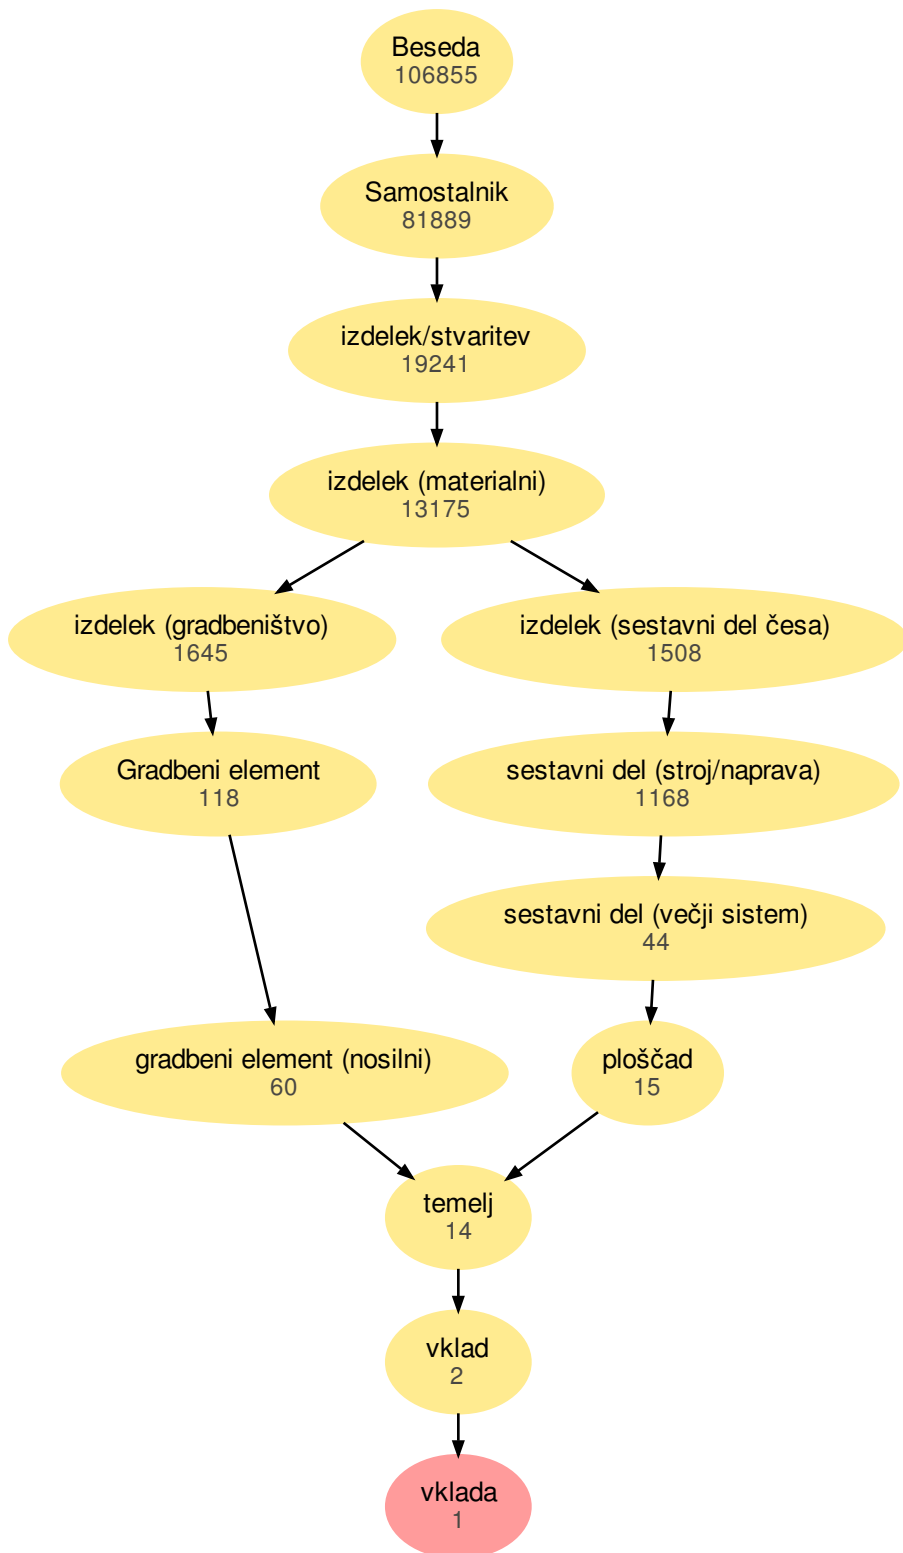 Beseda
106855
Samostalnik
81889
izdelek/stvaritev
19241
izdelek (materialni)
13175
izdelek (gradbeništvo)
1645
izdelek (sestavni del česa)
1508
Gradbeni element
118
sestavni del (stroj/naprava)
1168
sestavni del (večji sistem)
44
gradbeni element (nosilni)
60
ploščad
15
temelj
14
vklad
2
vklada
1